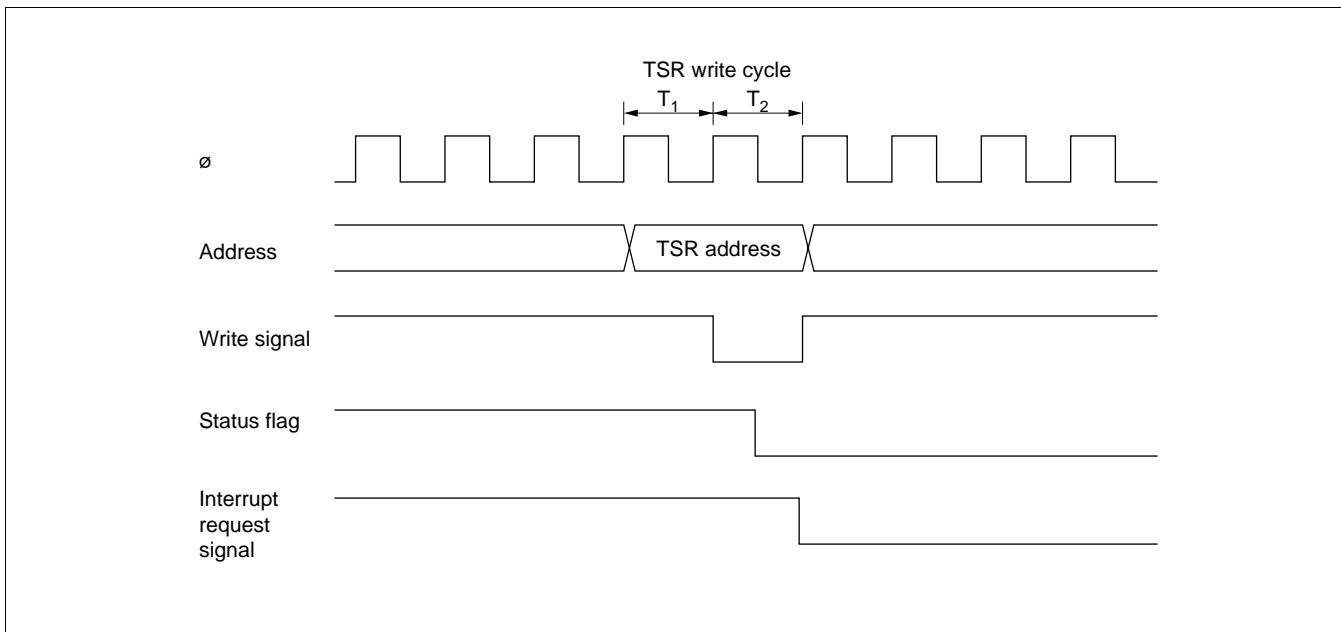 TSR write cycle
T1 T2
ø
Address
TSR address
Write signal
Status flag
Interrupt
request
signal